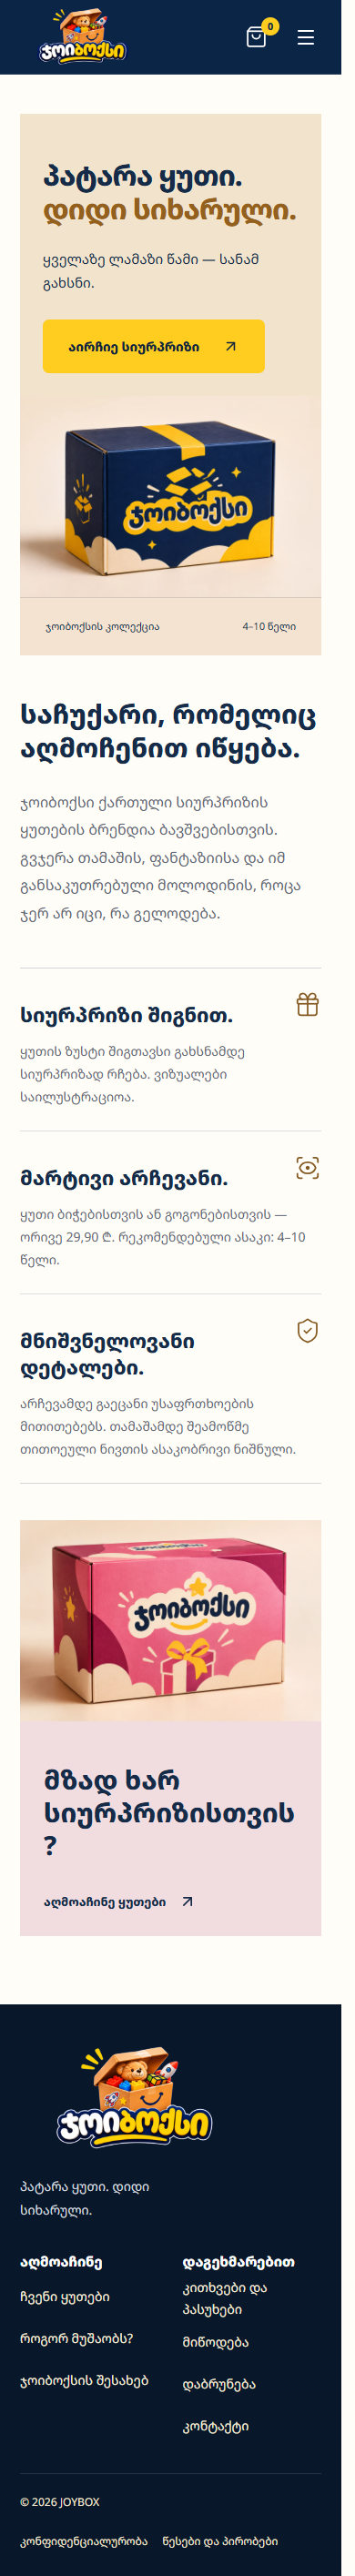 ჯოიბოქსი
0
პატარა ყუთი.
დიდი სიხარული.
ყველაზე ლამაზი წამი — სანამ
გახსნი.
აირჩიე სიურპრიზი
ჯოიბოქსი
ჯოიბოქსის კოლექცია
4–10 წელი
საჩუქარი, რომელიც
აღმოჩენით იწყება.
ჯოიბოქსი ქართული სიურპრიზის
ყუთების ბრენდია ბავშვებისთვის.
გვჯერა თამაშის, ფანტაზიისა და იმ
განსაკუთრებული მოლოდინის, როცა
ჯერ არ იცი, რა გელოდება.
სიურპრიზი შიგნით.
ყუთის ზუსტი შიგთავსი გახსნამდე
სიურპრიზად რჩება. ვიზუალები
საილუსტრაციოა.
მარტივი არჩევანი.
ყუთი ბიჭებისთვის ან გოგონებისთვის —
ორივე 29,90 ₾. რეკომენდებული ასაკი: 4–10
წელი.
მნიშვნელოვანი
დეტალები.
არჩევამდე გაეცანი უსაფრთხოების
მითითებებს. თამაშამდე შეამოწმე
თითოეული ნივთის ასაკობრივი ნიშნული.
ჯოიბოქსი
მზად ხარ
სიურპრიზისთვის
?
აღმოაჩინე ყუთები
ჯოიბოქსი
პატარა ყუთი. დიდი
სიხარული.
აღმოაჩინე
ჩვენი ყუთები
როგორ მუშაობს?
ჯოიბოქსის შესახებ
დაგეხმარებით
კითხვები და
პასუხები
მიწოდება
დაბრუნება
კონტაქტი
© 2026 JOYBOX
კონფიდენციალურობა
წესები და პირობები